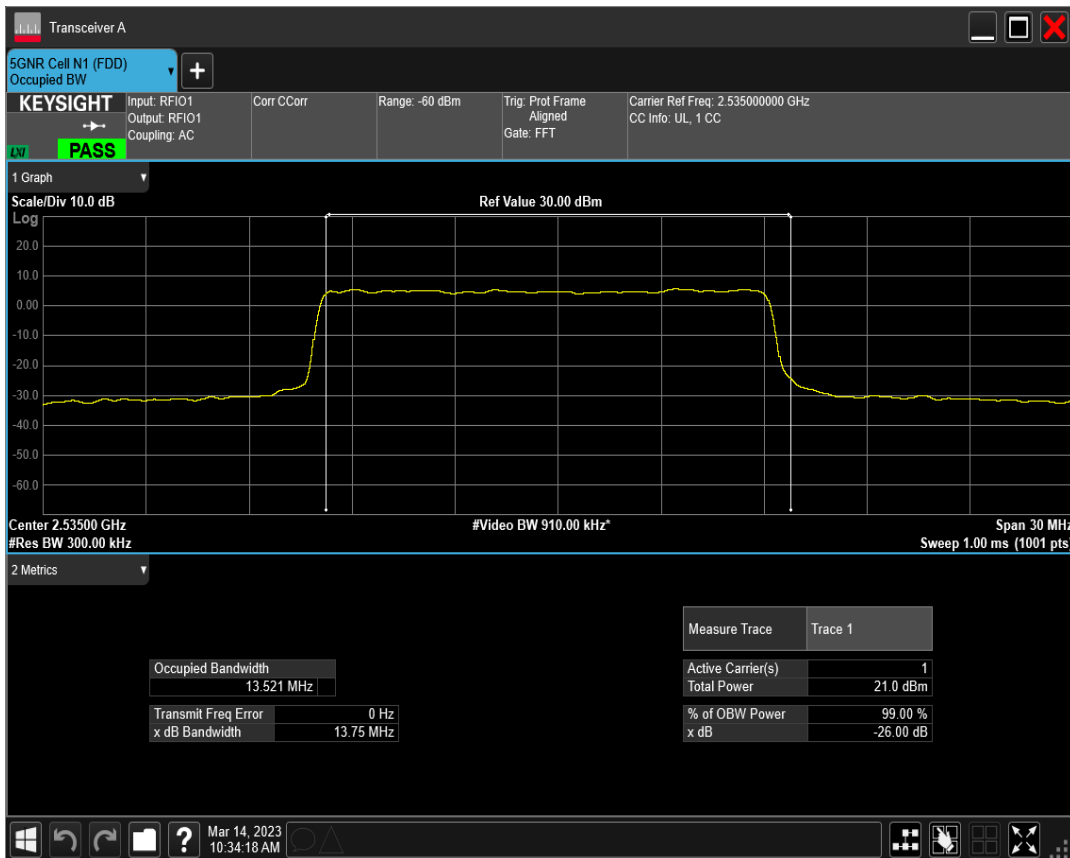 Transceiver A
5GNR Cell N1 (FDD)
Occupied BW
+
KEYSIGHT
LXI
PASS
Input: RFIO1
Output: RFIO1
Coupling: AC
Corr CCorr
Range: -60 dBm
Trig: Prot Frame
Aligned
Gate: FFT
Carrier Ref Freq: 2.535000000 GHz
CC Info: UL, 1 CC
1 Graph
Scale/Div 10.0 dB
Ref Value 30.00 dBm
Log
20.0
10.0
0.00
-10.0
-20.0
-30.0
-40.0
-50.0
-60.0
Center 2.53500 GHz
#Video BW 910.00 kHz*
Span 30 MHz
#Res BW 300.00 kHz
Sweep 1.00 ms (1001 pts)
2 Metrics
Measure Trace Trace 1
Occupied Bandwidth
13.521 MHz
Active Carrier(s) 1
Total Power 21.0 dBm
Transmit Freq Error 0 Hz
x dB Bandwidth 13.75 MHz
% of OBW Power 99.00 %
x dB -26.00 dB
?
Mar 14, 2023
10:34:18 AM